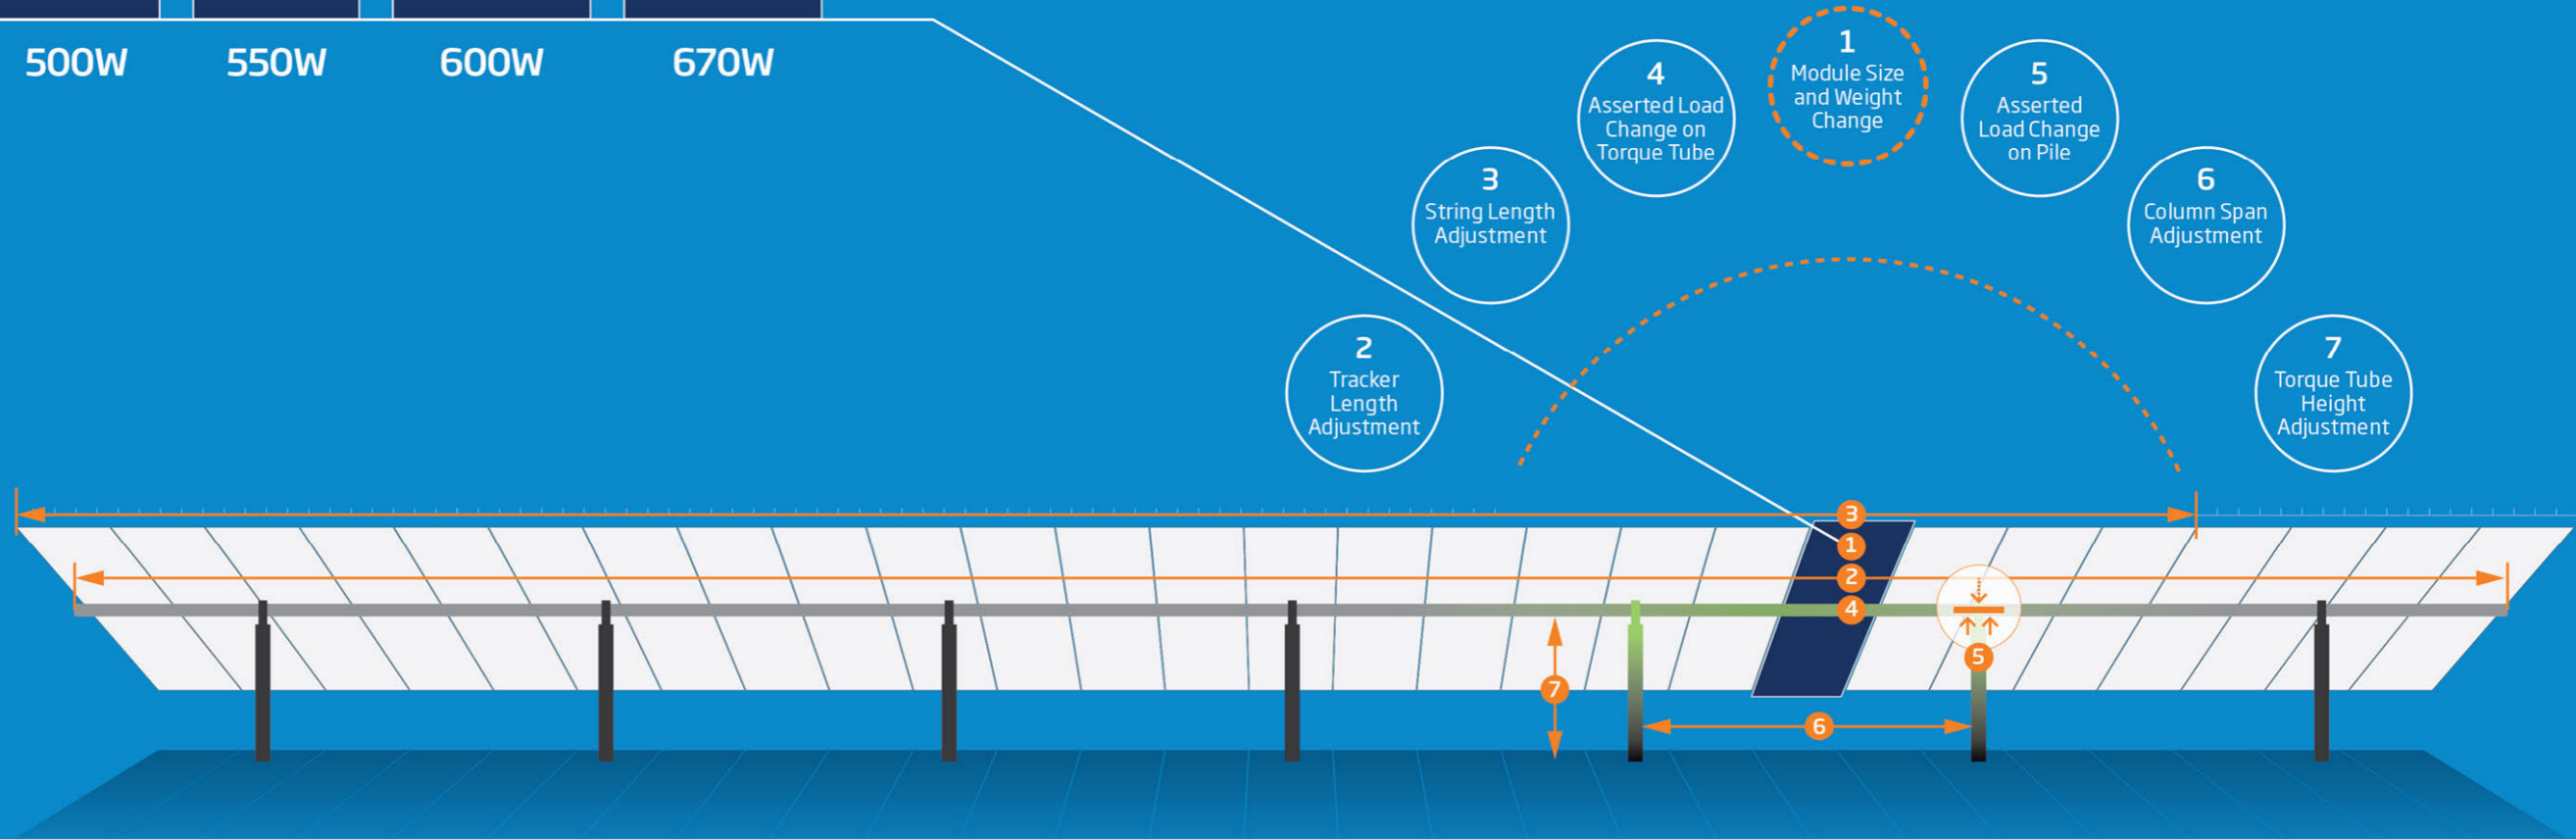 500W
550W
600W
670W
1
Module Size
and Weight
Change
4
Asserted Load
Change on
Torque Tube
5
Asserted
Load Change
on Pile
3
String Length
Adjustment
6
Column Span
Adjustment
2
Tracker
Length
Adjustment
7
Torque Tube
Height
Adjustment
3
1
2
4
5
7
6